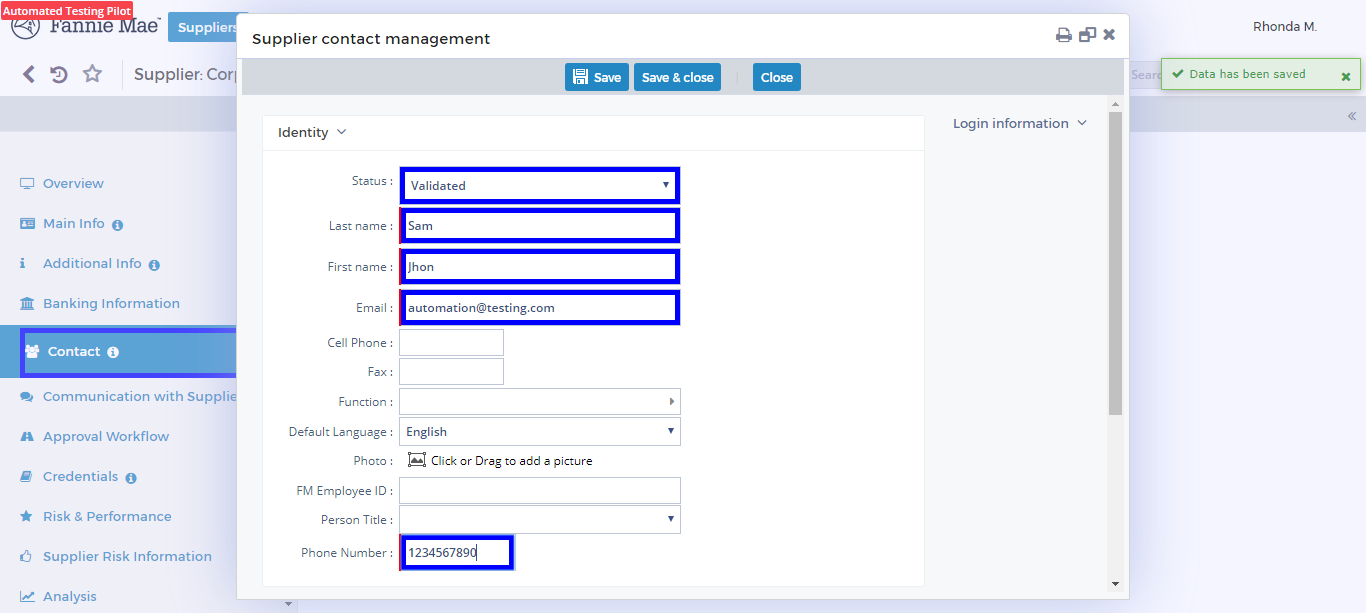 Automated Testing Pilot
Fannie Mae
Suppliers
Rhonda M.
Supplier contact management
Supplier:
Save
Save & close
Close
Data has been saved
Identity
Login information
Status :
Validated
Last name :
Sam
First name :
Jhon
Email :
automation@testing.com
Cell Phone :
Fax :
Function :
Default Language :
English
Photo :
Click or Drag to add a picture
FM Employee ID :
Person Title :
Phone Number :
1234567890
Overview
Main Info
Additional Info
Banking Information
Contact
Communication with
Approval Workflow
Credentials
Risk & Performance
Supplier Risk Information
Analysis